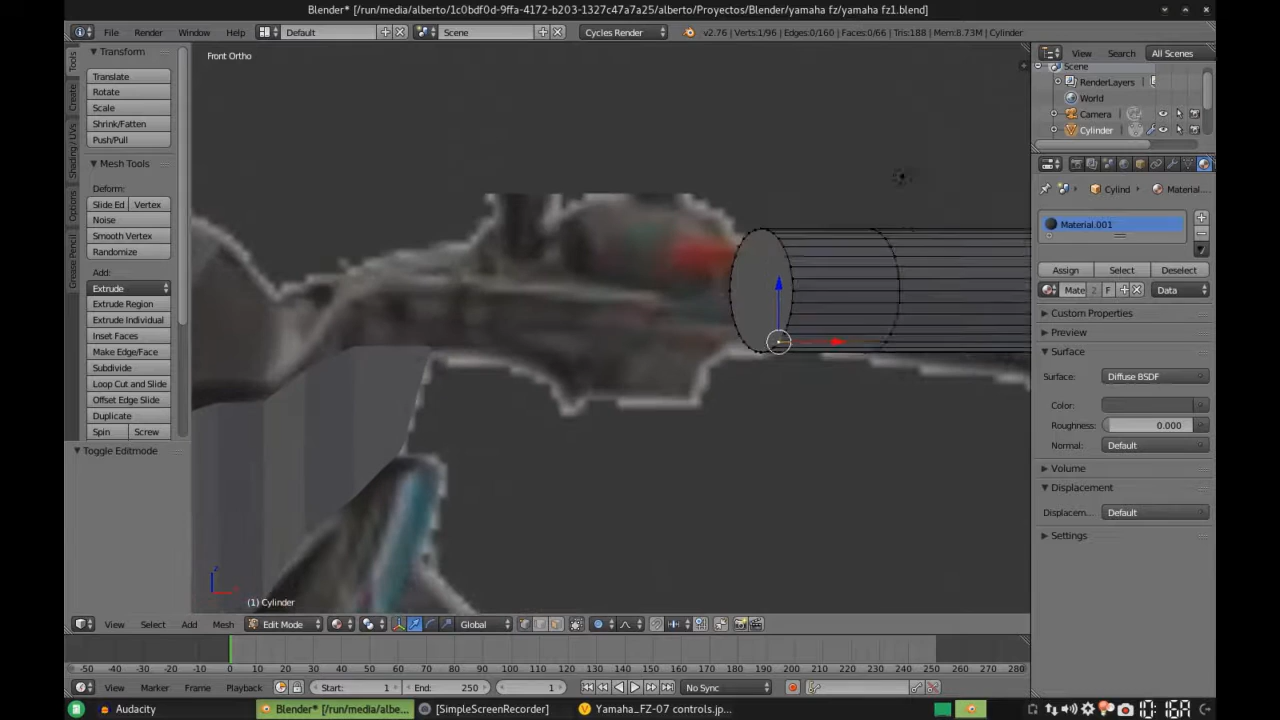 Blender* [/run/media/alberto/1c0bdf0d-9ffa-4172-b203-1327c47a7a25/alberto/Proyectos/Blender/yamaha fz/yamaha fz1.blend]
File Render Window Help Default Scene Cycles Render v2.76 | Verts:1/96 | Edges:0/160 | Faces:0/66 | Tris:188 | Mem:8.73M | Cylinder
Tools
Create
Shading / UVs
Options
Grease Pencil
Transform
Translate
Rotate
Scale
Shrink/Fatten
Push/Pull
Mesh Tools
Deform:
Slide Ed Vertex
Noise
Smooth Vertex
Randomize
Add:
Extrude
Extrude Region
Extrude Individual
Inset Faces
Make Edge/Face
Subdivide
Loop Cut and Slide
Offset Edge Slide
Duplicate
Spin Screw
Toggle Editmode
Front Ortho
(1) Cylinder
View Search All Scenes
Scene
RenderLayers
World
Camera
Cylinder
Cylind Material....
Material.001
Assign Select Deselect
Mate 2 F Data
Custom Properties
Preview
Surface
Surface: Diffuse BSDF
Color:
Roughness: 0.000
Normal: Default
Volume
Displacement
Displacem... Default
Settings
View Select Add Mesh Edit Mode Global
-50 -40 -30 -20 -10 0 10 20 30 40 50 60 70 80 90 100 110 120 130 140 150 160 170 180 190 200 210 220 230 240 250 260 270 280
View Marker Frame Playback Start: 1 End: 250 1 No Sync
Audacity Blender* [/run/media/albe... [SimpleScreenRecorder] Yamaha_FZ-07 controls.jp...